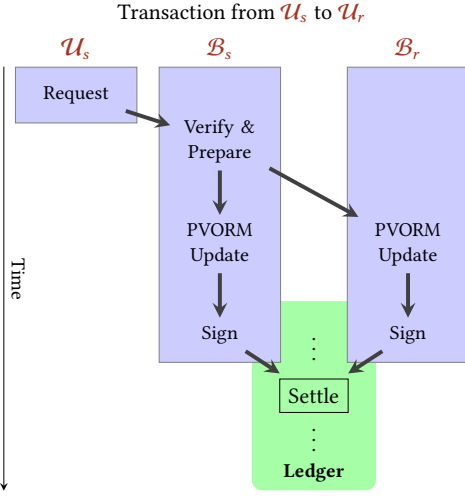 Transaction from 𝒰ₛ to 𝒰ᵣ
𝒰ₛ ℬₛ ℬᵣ
Request
Verify &
Prepare
PVORM PVORM
Update Update
Time
Sign Sign
⋮
Settle
⋮
Ledger